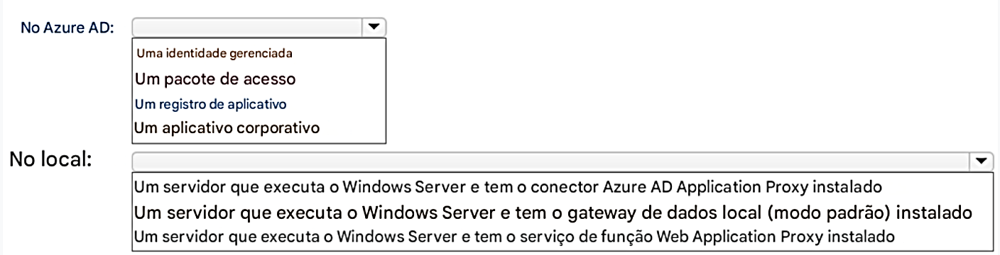 No Azure AD:
Uma identidade gerenciada
Um pacote de acesso
Um registro de aplicativo
Um aplicativo corporativo
No local:
Um servidor que executa o Windows Server e tem o conector Azure AD Application Proxy instalado
Um servidor que executa o Windows Server e tem o gateway de dados local (modo padrão) instalado
Um servidor que executa o Windows Server e tem o serviço de função Web Application Proxy instalado